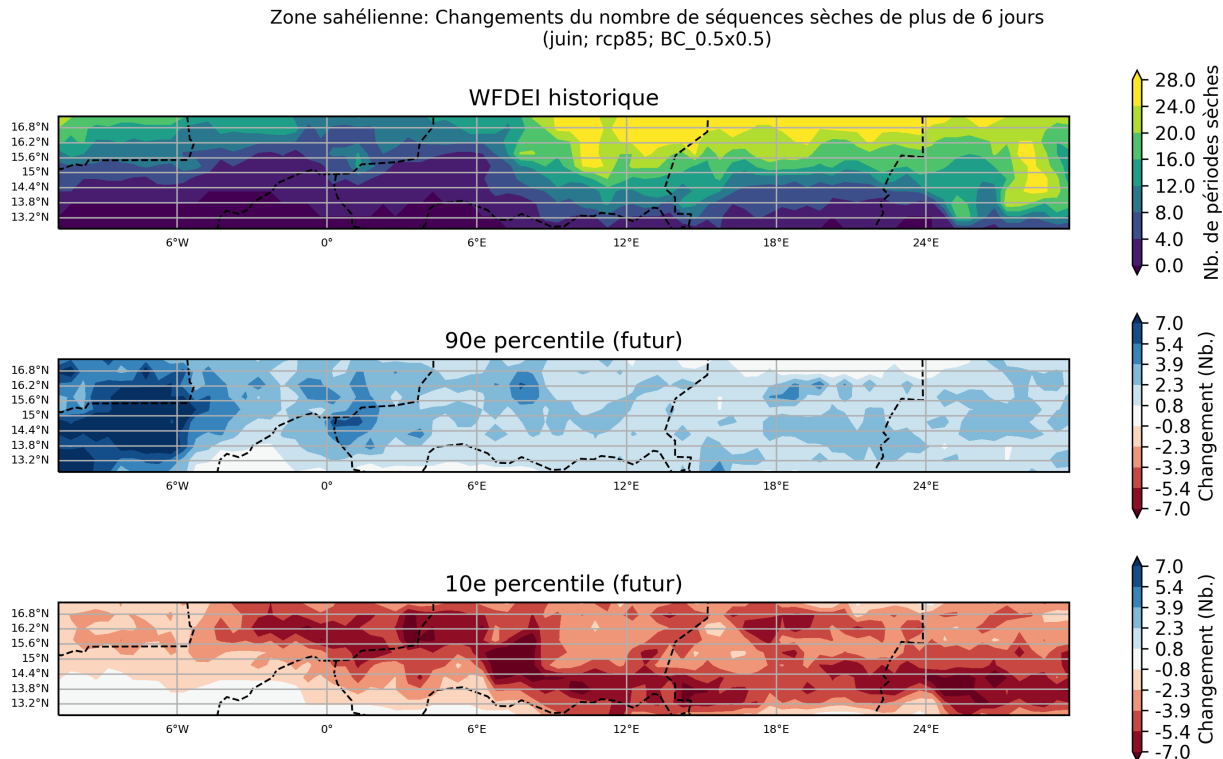 Zone sahélienne: Changements du nombre de séquences sèches de plus de 6 jours
(juin; rcp85; BC_0.5x0.5)
WFDEI historique
16.8°N
16.2°N
15.6°N
15°N
14.4°N
13.8°N
13.2°N
6°W
0°
6°E
12°E
18°E
24°E
28.0
24.0
20.0
16.0
12.0
8.0
4.0
0.0
Nb. de périodes sèches
90e percentile (futur)
16.8°N
16.2°N
15.6°N
15°N
14.4°N
13.8°N
13.2°N
6°W
0°
6°E
12°E
18°E
24°E
7.0
5.4
3.9
2.3
0.8
-0.8
-2.3
-3.9
-5.4
-7.0
Changement (Nb.)
10e percentile (futur)
16.8°N
16.2°N
15.6°N
15°N
14.4°N
13.8°N
13.2°N
6°W
0°
6°E
12°E
18°E
24°E
7.0
5.4
3.9
2.3
0.8
-0.8
-2.3
-3.9
-5.4
-7.0
Changement (Nb.)